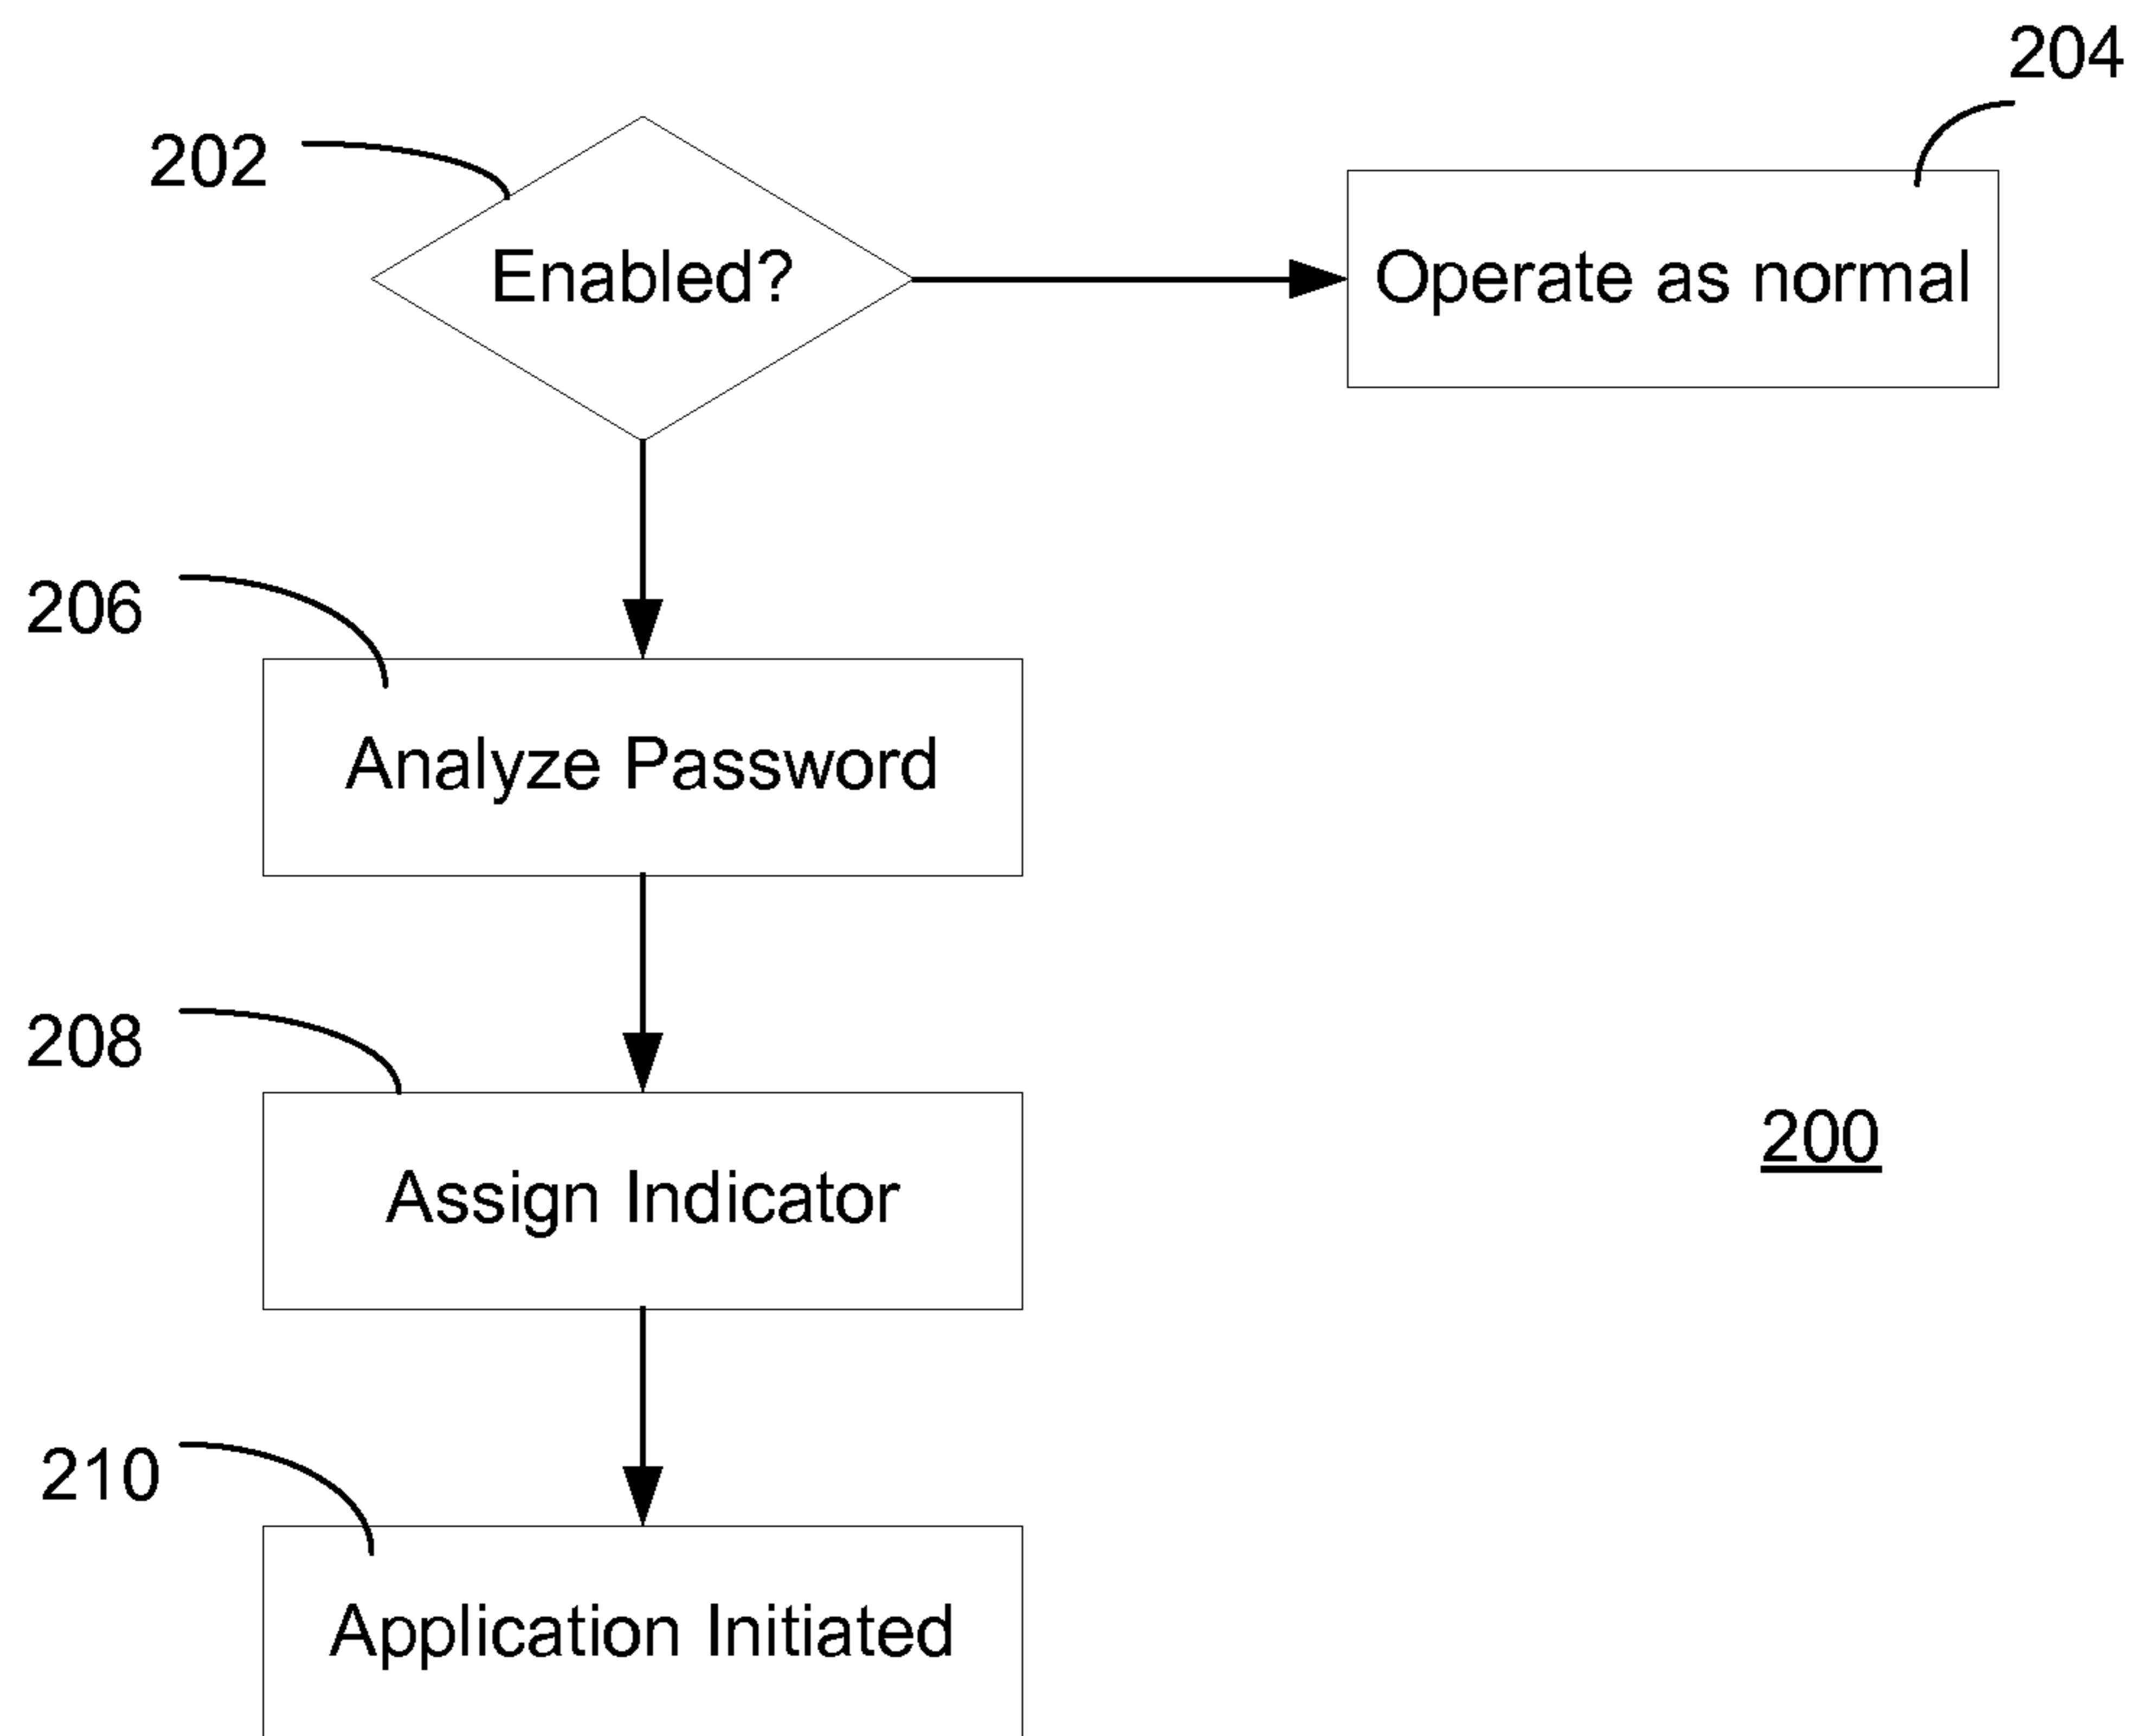 204
202
Enabled?
Operate as normal
206
Analyze Password
208
200
Assign Indicator
210
Application Initiated